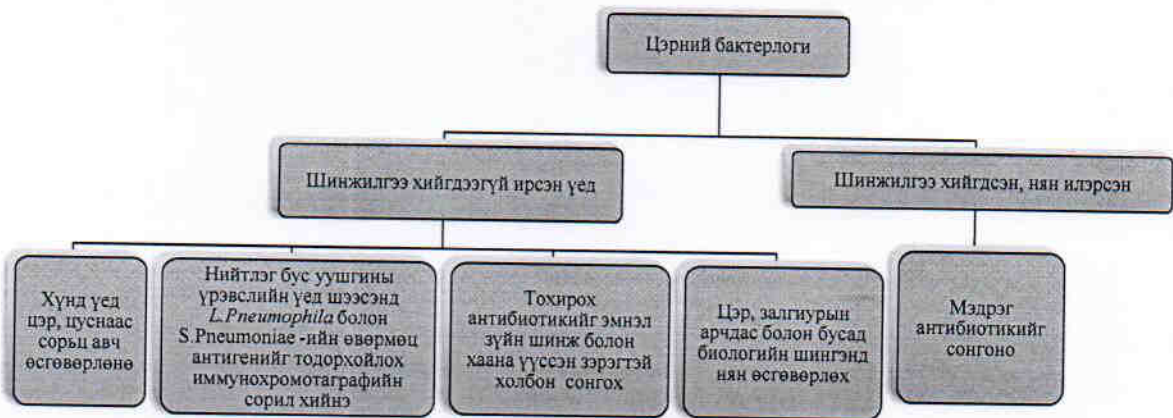 Цэрний бактерлоги
Шинжилгээ хийгдээгүй ирсэн үед
Шинжилгээ хийгдсэн, нян илэрсэн
Хүнд үед
цэр, цуснаас
сорьц авч
өсгөвөрлөнө
Нийтлэг бус уушгины
үрэвслийн үед шээсэнд
L.Pneumophila болон
S.Pneumoniae -ийн өвөрмөц
антигенийг тодорхойлох
иммунохромотаграфийн
сорил хийнэ
Тохирох
антибиотикийг эмнэл
зүйн шинж болон
хаана үүссэн зэрэгтэй
холбон сонгох
Цэр, залгиурын
арчдас болон бусад
биологийн шингэнд
нян өсгөвөрлөх
Мэдрэг
антибиотикийг
сонгоно